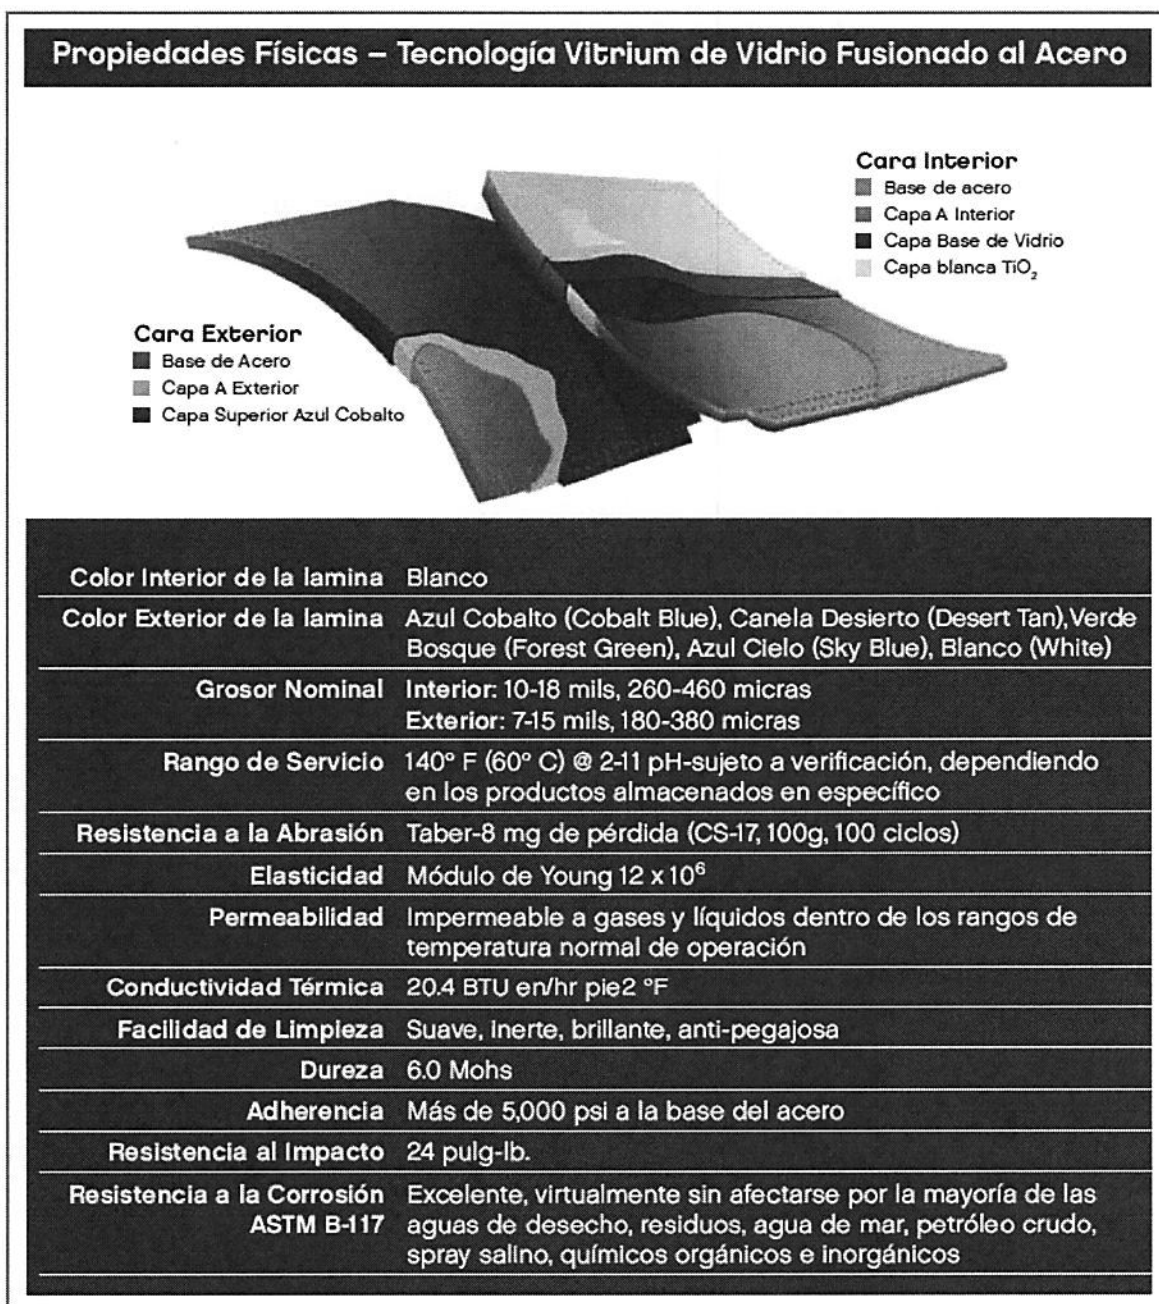 Propiedades Físicas – Tecnología Vitrium de Vidrio Fusionado al Acero
Cara Interior
Base de acero
Capa A Interior
Capa Base de Vidrio
Capa blanca TiO₂
Cara Exterior
Base de Acero
Capa A Exterior
Capa Superior Azul Cobalto
Color Interior de la lamina Blanco
Color Exterior de la lamina Azul Cobalto (Cobalt Blue), Canela Desierto (Desert Tan),Verde
Bosque (Forest Green), Azul Cielo (Sky Blue), Blanco (White)
Grosor Nominal Interior: 10-18 mils, 260-460 micras
Exterior: 7-15 mils, 180-380 micras
Rango de Servicio 140° F (60° C) @ 2-11 pH-sujeto a verificación, dependiendo
en los productos almacenados en específico
Resistencia a la Abrasión Taber-8 mg de pérdida (CS-17, 100g, 100 ciclos)
Elasticidad Módulo de Young 12 x 10⁶
Permeabilidad Impermeable a gases y líquidos dentro de los rangos de
temperatura normal de operación
Conductividad Térmica 20.4 BTU en/hr pie2 °F
Facilidad de Limpieza Suave, inerte, brillante, anti-pegajosa
Dureza 6.0 Mohs
Adherencia Más de 5,000 psi a la base del acero
Resistencia al Impacto 24 pulg-lb.
Resistencia a la Corrosión Excelente, virtualmente sin afectarse por la mayoría de las
ASTM B-117 aguas de desecho, residuos, agua de mar, petróleo crudo,
spray salino, químicos orgánicos e inorgánicos